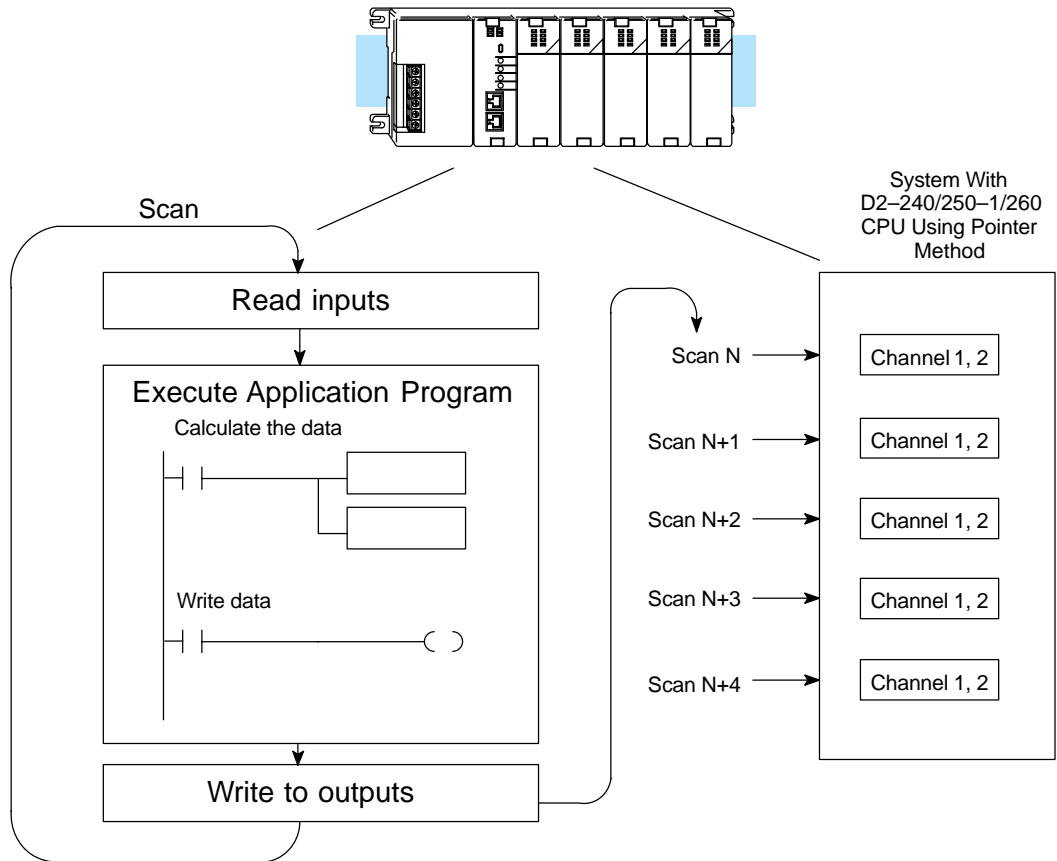 System With
D2–240/250–1/260
CPU Using Pointer
Method
Scan
Read inputs
Execute Application Program
Calculate the data
Write data
Write to outputs
Scan N
Channel 1, 2
Scan N+1
Channel 1, 2
Scan N+2
Channel 1, 2
Scan N+3
Channel 1, 2
Scan N+4
Channel 1, 2